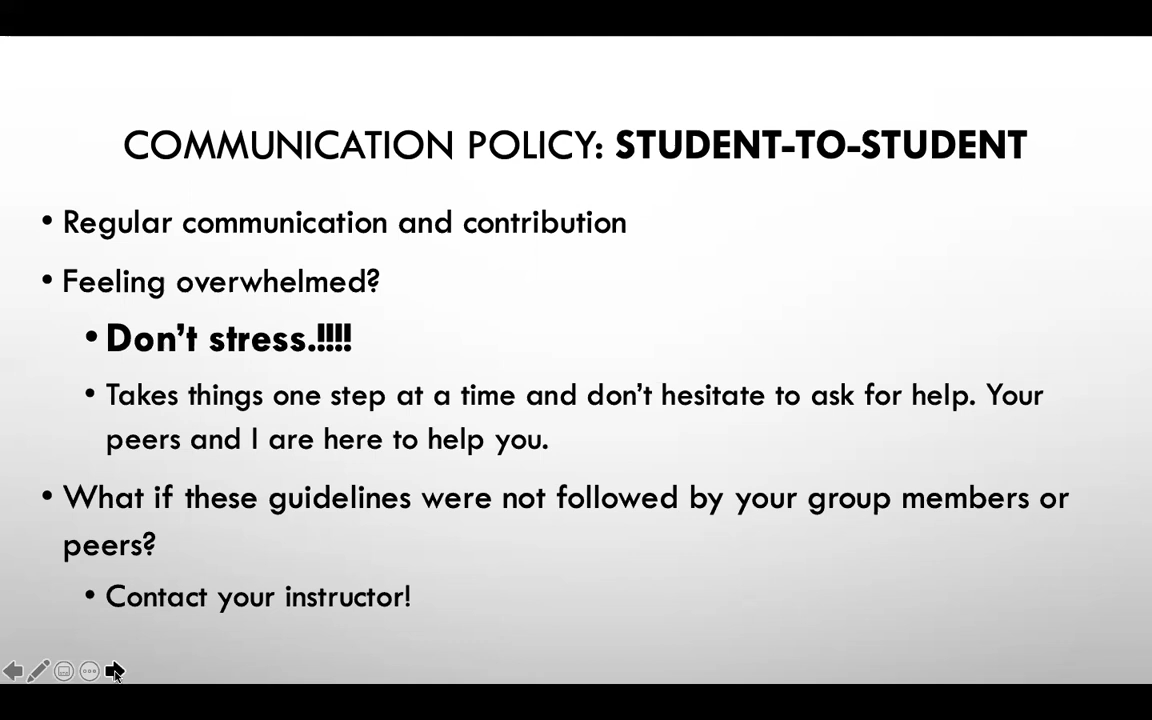 COMMUNICATION POLICY: STUDENT-TO-STUDENT
• Regular communication and contribution
• Feeling overwhelmed?
• Don't stress.!!!!
• Takes things one step at a time and don't hesitate to ask for help. Your
peers and I are here to help you.
• What if these guidelines were not followed by your group members or
peers?
• Contact your instructor!